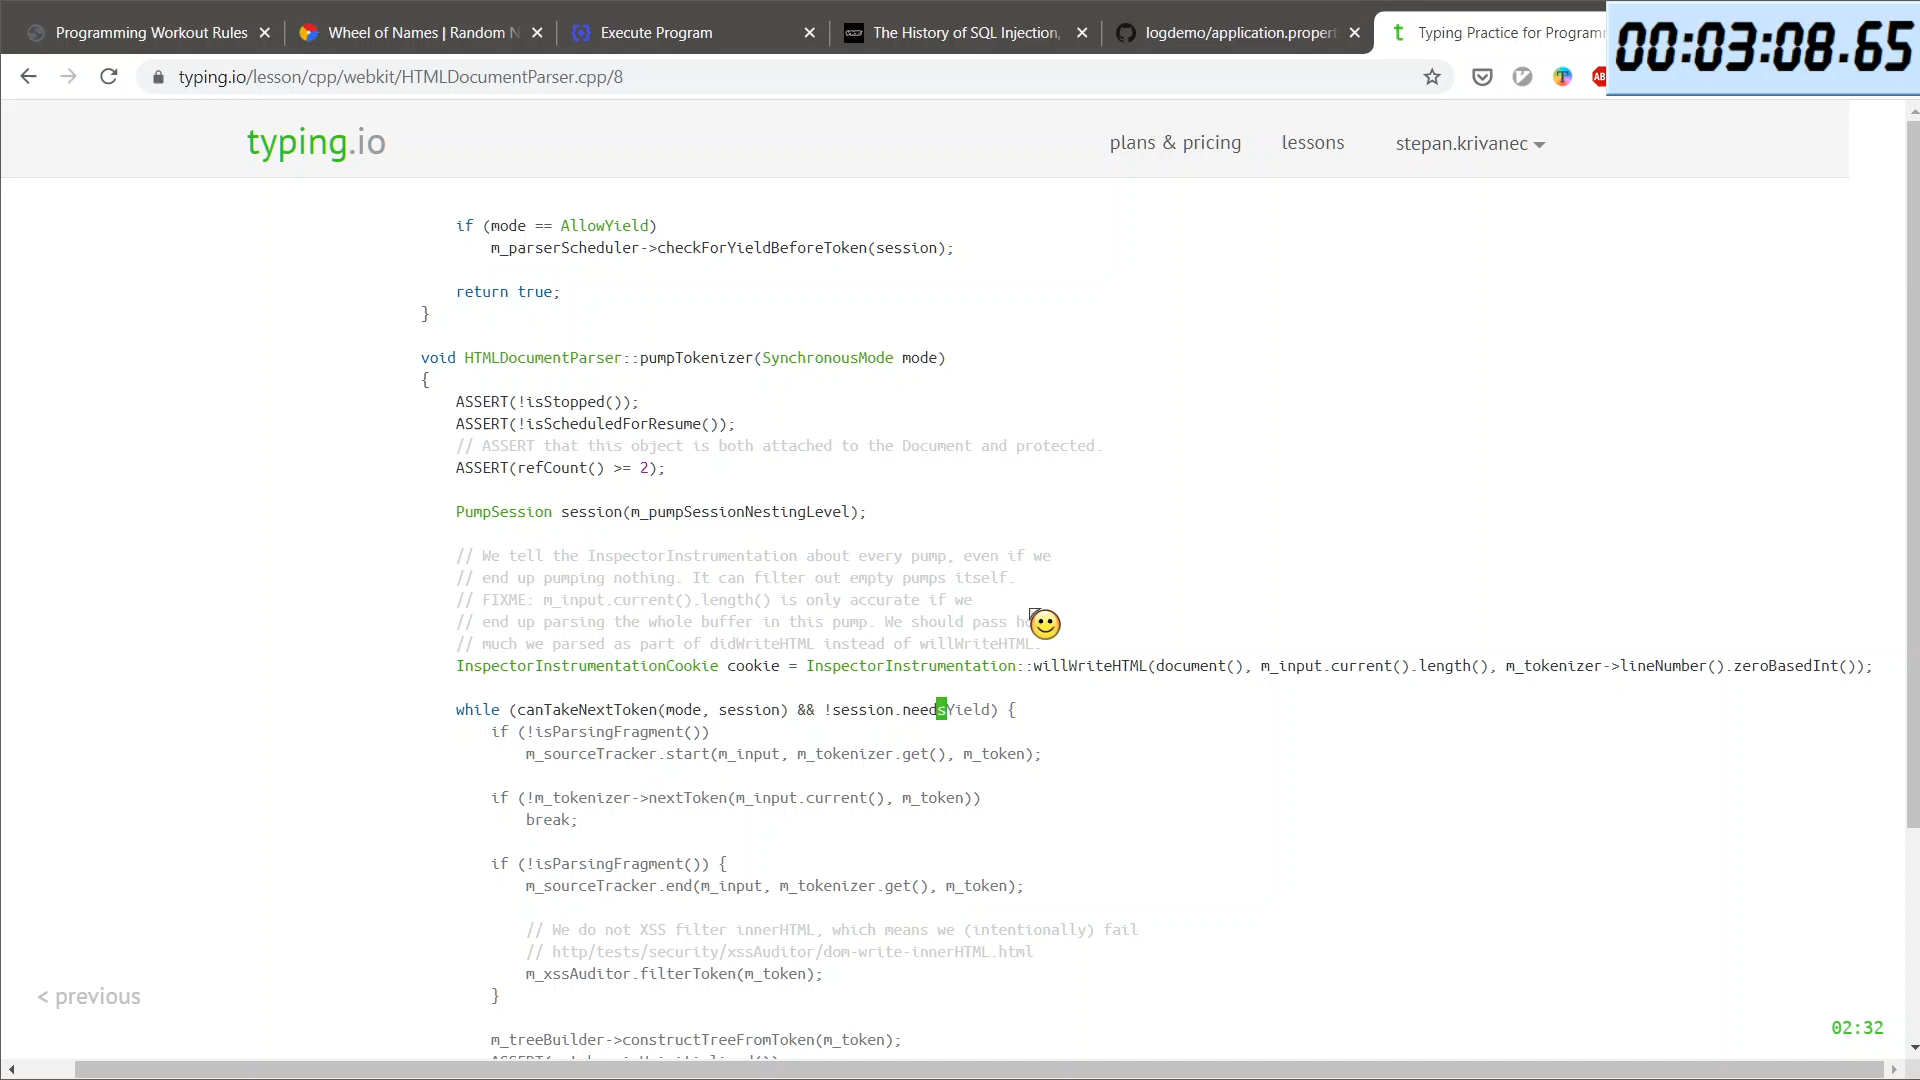 Programming Workout Rules
Wheel of Names | Random N
Execute Program
The History of SQL Injection,
logdemo/application.propert
Typing Practice for Programm
00:03:08.65
typing.io/lesson/cpp/webkit/HTMLDocumentParser.cpp/8
typing.io
plans & pricing
lessons
stepan.krivanec
if (mode == AllowYield)
m_parserScheduler->checkForYieldBeforeToken(session);
return true;
}
void HTMLDocumentParser::pumpTokenizer(SynchronousMode mode)
{
ASSERT(!isStopped());
ASSERT(!isScheduledForResume());
// ASSERT that this object is both attached to the Document and protected.
ASSERT(refCount() >= 2);
PumpSession session(m_pumpSessionNestingLevel);
// We tell the InspectorInstrumentation about every pump, even if we
// end up pumping nothing. It can filter out empty pumps itself.
// FIXME: m_input.current().length() is only accurate if we
// end up parsing the whole buffer in this pump. We should pass
// much we parsed as part of didWriteHTML instead of willWriteHTML.
InspectorInstrumentationCookie cookie = InspectorInstrumentation::willWriteHTML(document(), m_input.current().length(), m_tokenizer->lineNumber().zeroBasedInt());
while (canTakeNextToken(mode, session) && !session.needsYield) {
if (!isParsingFragment())
m_sourceTracker.start(m_input, m_tokenizer.get(), m_token);
if (!m_tokenizer->nextToken(m_input.current(), m_token))
break;
if (!isParsingFragment()) {
m_sourceTracker.end(m_input, m_tokenizer.get(), m_token);
// We do not XSS filter innerHTML, which means we (intentionally) fail
// http/tests/security/xssAuditor/dom-write-innerHTML.html
m_xssAuditor.filterToken(m_token);
}
< previous
02:32
m_treeBuilder->constructTreeFromToken(m_token);